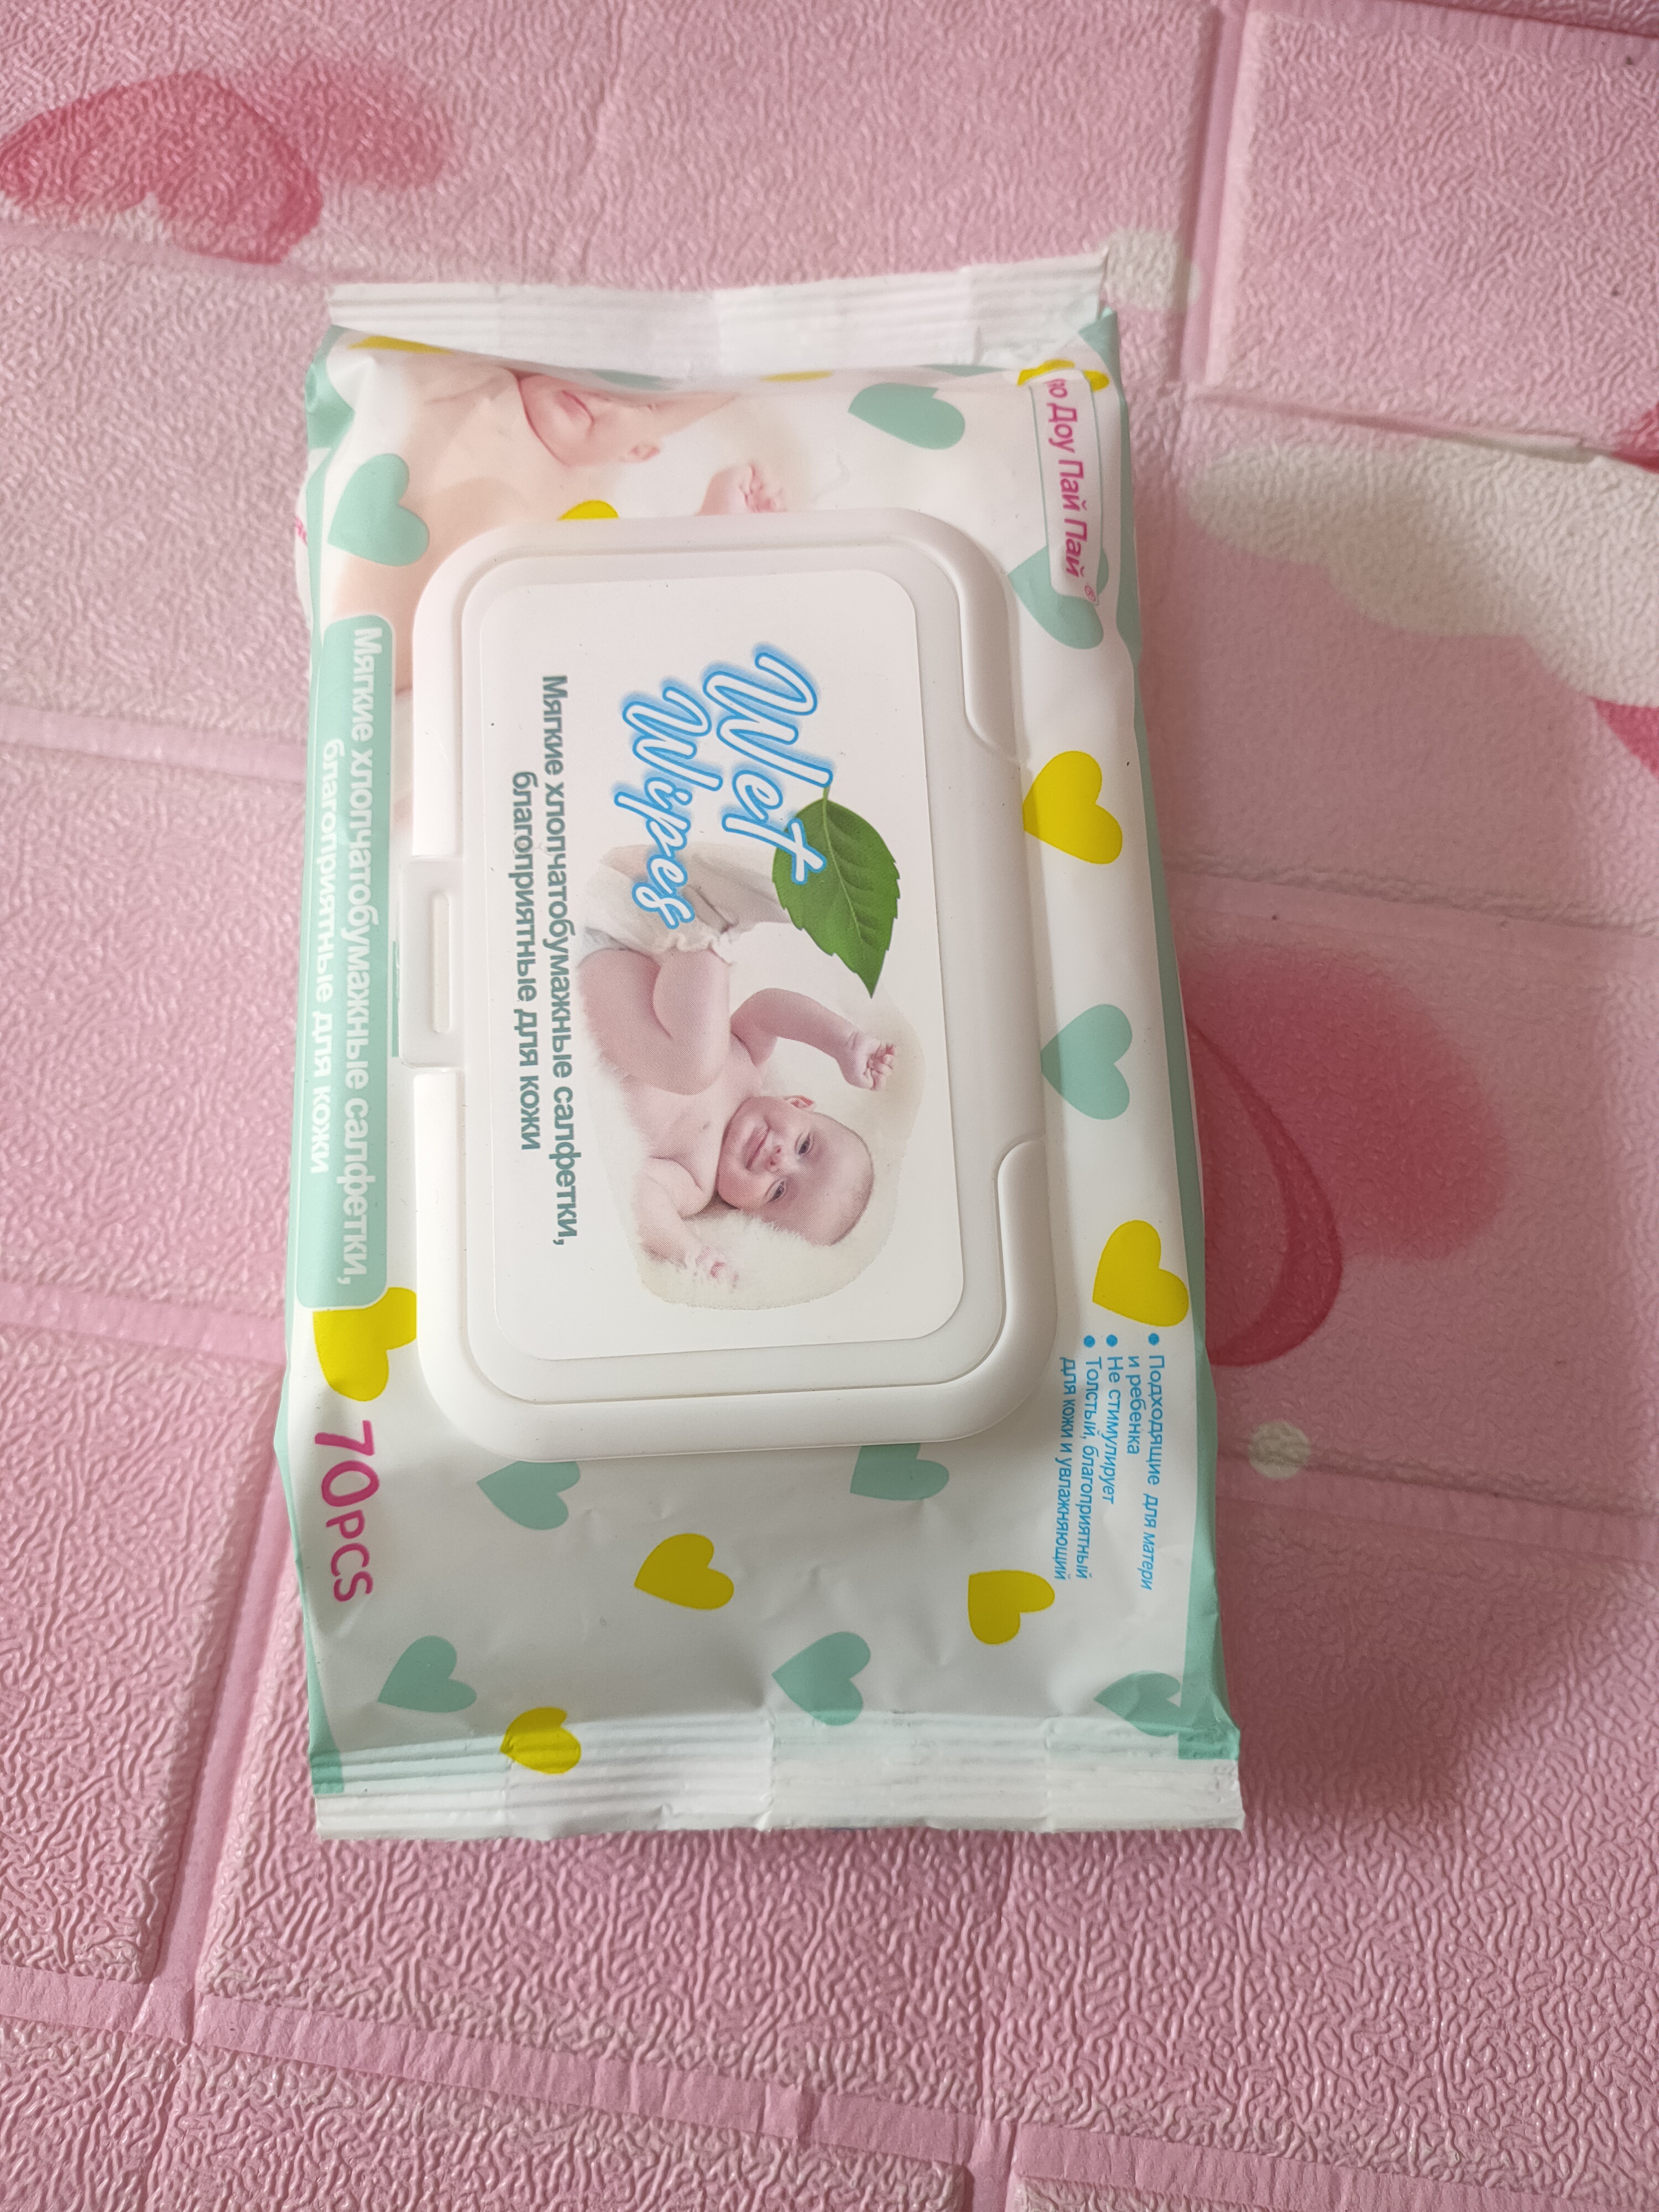 Доу Пай Пай ®
Wet
Wipes
Мягкие хлопчатобумажные салфетки,
благоприятные для кожи
• Подходящие для матери
и ребенка
• Не стимулирует
• Толстый, благоприятный
для кожи и увлажняющий
Мягкие хлопчатобумажные салфетки,
благоприятные для кожи
70PCS